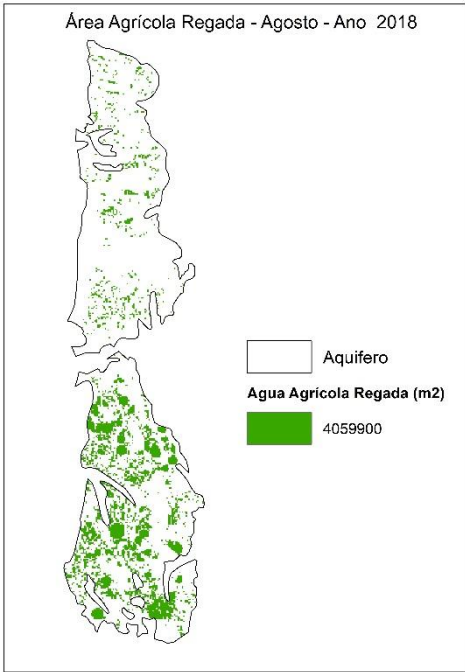 Área Agrícola Regada - Agosto - Ano 2018
Aquifero
Agua Agrícola Regada (m2)
4059900